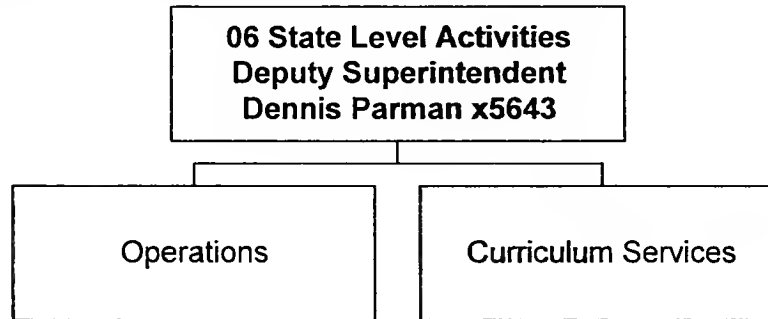 06 State Level Activities
Deputy Superintendent
Dennis Parman x5643
Operations
Curriculum Services